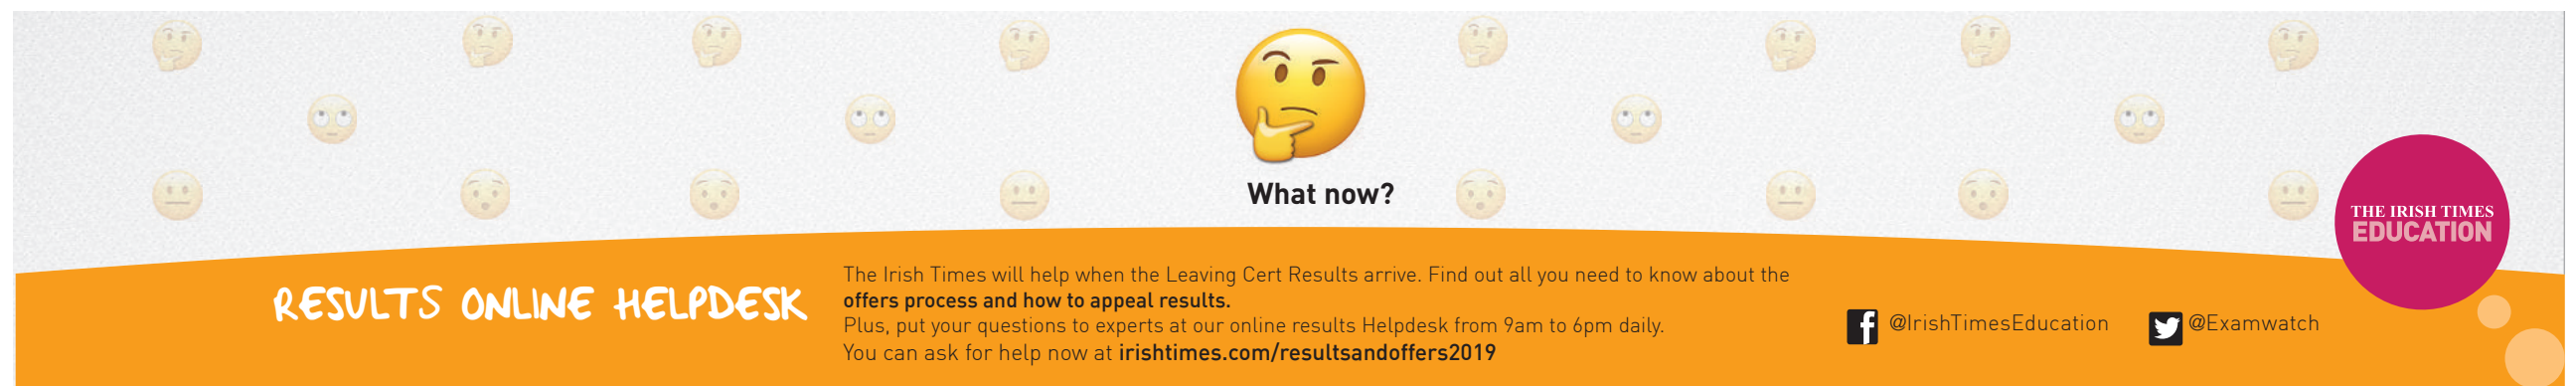 What now?
THE IRISH TIMES
EDUCATION
RESULTS ONLINE HELPDESK
The Irish Times will help when the Leaving Cert Results arrive. Find out all you need to know about the
offers process and how to appeal results.
Plus, put your questions to experts at our online results Helpdesk from 9am to 6pm daily.
You can ask for help now at irishtimes.com/resultsandoffers2019
@IrishTimesEducation
@Examwatch